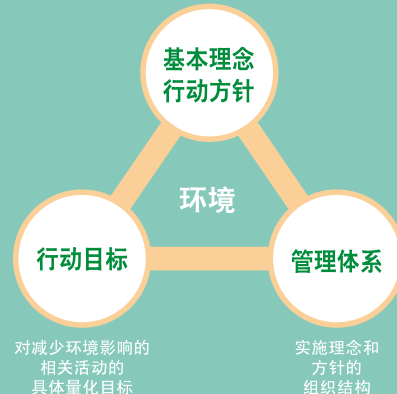 基本理念
行动方针
环境
行动目标
管理体系
对减少环境影响的
相关活动的
具体量化目标
实施理念和
方针的
组织结构